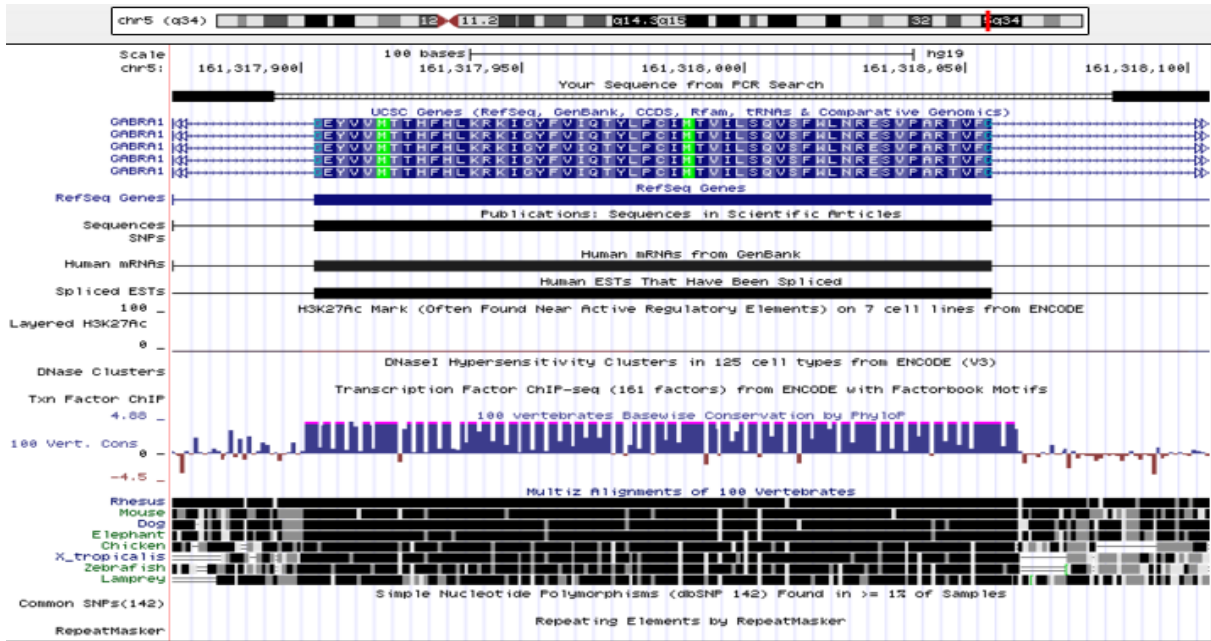 chr5 (q34) 12 11.2 q14.3q15 32 5q34
Scale 100 bases hg19
chr5: 161,317,900 161,317,950 161,318,000 161,318,050 161,318,100
Your Sequence from PCR Search
UCSC Genes (RefSeq, GenBank, CCDS, Rfam, tRNAs & Comparative Genomics)
GABRA1 EYVVMTTHFHLKRKIGYFVIQTYLPCIMTVILSQVSFWLNRESVPARTVF
GABRA1 EYVVMTTHFHLKRKIGYFVIQTYLPCIMTVILSQVSFWLNRESVPARTVF
GABRA1 EYVVMTTHFHLKRKIGYFVIQTYLPCIMTVILSQVSFWLNRESVPARTVF
GABRA1 EYVVMTTHFHLKRKIGYFVIQTYLPCIMTVILSQVSFWLNRESVPARTVF
GABRA1 EYVVMTTHFHLKRKIGYFVIQTYLPCIMTVILSQVSFWLNRESVPARTVF
RefSeq Genes
RefSeq Genes
Publications: Sequences in Scientific Articles
Sequences
SNPs
Human mRNAs from GenBank
Human mRNAs
Human ESTs That Have Been Spliced
Spliced ESTs
100 _ H3K27Ac Mark (Often Found Near Active Regulatory Elements) on 7 cell lines from ENCODE
Layered H3K27Ac
0 _
DNaseI Hypersensitivity Clusters in 125 cell types from ENCODE (V3)
DNase Clusters
Transcription Factor ChIP-seq (161 factors) from ENCODE with Factorbook Motifs
Txn Factor ChIP
4.88 _ 100 vertebrates Basewise Conservation by PhyloP
100 Vert. Cons
0 _
-4.5 _
Multiz Alignments of 100 Vertebrates
Rhesus
Mouse
Dog
Elephant
Chicken
X_tropicalis
Zebrafish
Lamprey
Simple Nucleotide Polymorphisms (dbSNP 142) Found in >= 1% of Samples
Common SNPs(142)
Repeating Elements by RepeatMasker
RepeatMasker